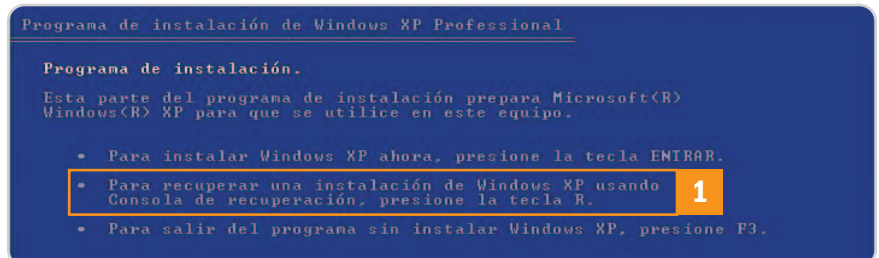 Programa de instalación de Windows XP Professional
Programa de instalación.
Esta parte del programa de instalación prepara Microsoft(R)
Windows(R) XP para que se utilice en este equipo.
• Para instalar Windows XP ahora, presione la tecla ENTRAR.
• Para recuperar una instalación de Windows XP usando
Consola de recuperación, presione la tecla R.
1
• Para salir del programa sin instalar Windows XP, presione F3.